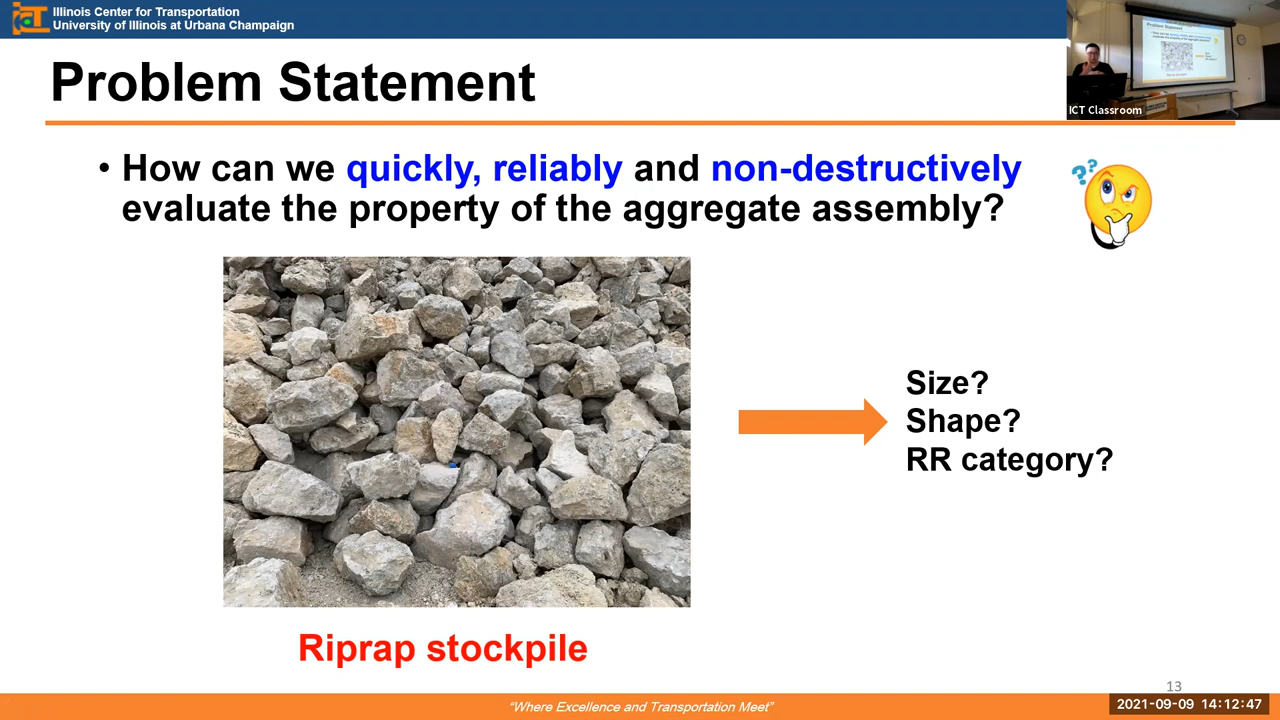 Illinois Center for Transportation
University of Illinois at Urbana Champaign
ICT Classroom
Problem Statement
• How can we quickly, reliably and non-destructively
evaluate the property of the aggregate assembly?
??
Size?
Shape?
RR category?
Riprap stockpile
13
“Where Excellence and Transportation Meet”
2021-09-09 14:12:47